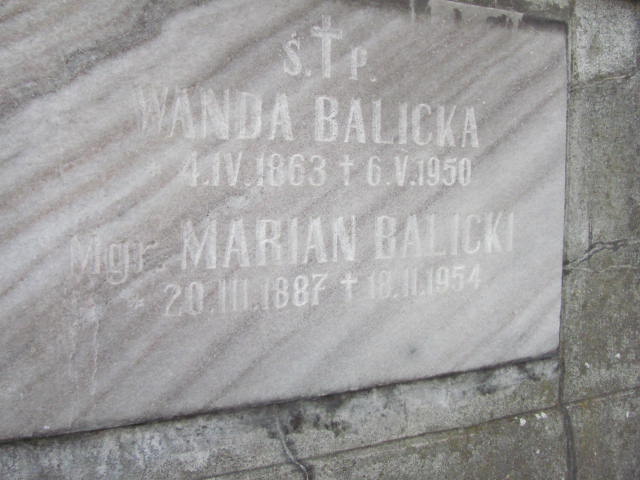 Ś.†P.
WANDA BALICKA
* 4.IV.1863 † 6.V.1950
Mgr. MARIAN BALICKI
* 20.III.1887 † 18.II.1954